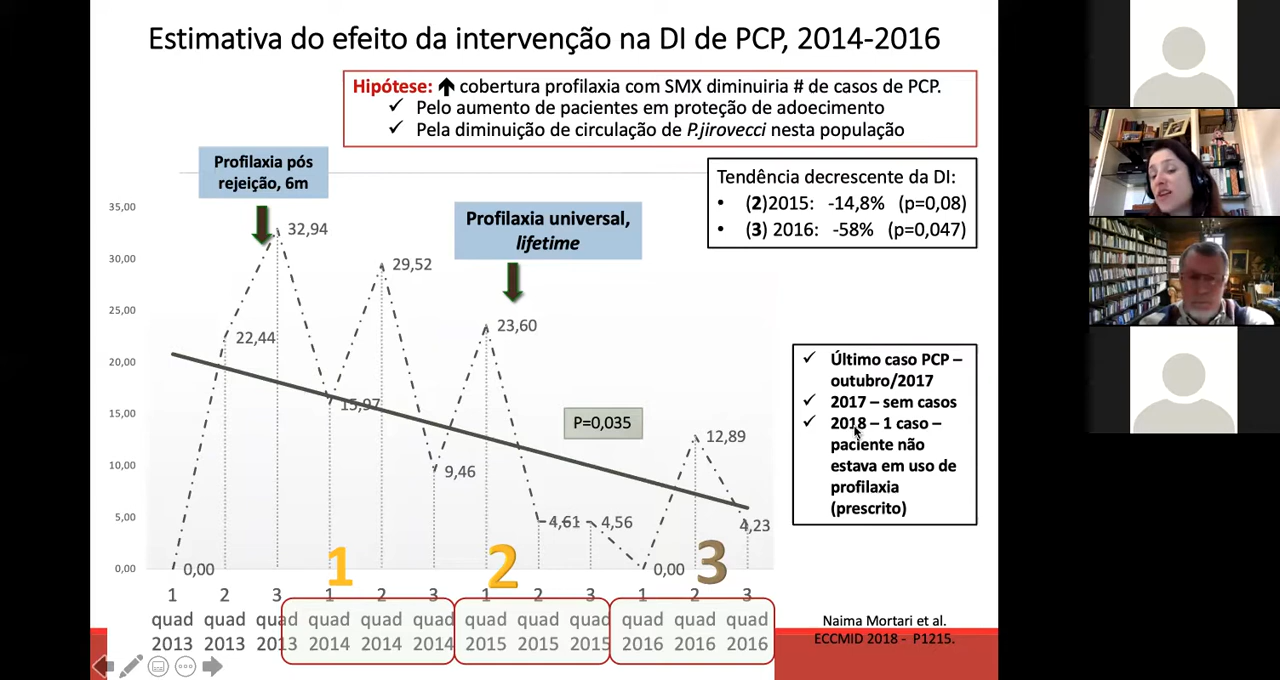 Estimativa do efeito da intervenção na DI de PCP, 2014-2016
Hipótese: ↑ cobertura profilaxia com SMX diminuiria # de casos de PCP.
✓ Pelo aumento de pacientes em proteção de adoecimento
✓ Pela diminuição de circulação de P.jirovecci nesta população
Profilaxia pós
rejeição, 6m
Profilaxia universal,
lifetime
Tendência decrescente da DI:
• (2)2015: -14,8% (p=0,08)
• (3) 2016: -58% (p=0,047)
35,00
30,00
25,00
20,00
15,00
10,00
5,00
0,00
0,00
22,44
32,94
15,97
29,52
9,46
23,60
4,61
4,56
0,00
12,89
4,23
P=0,035
✓ Último caso PCP –
outubro/2017
✓ 2017 – sem casos
✓ 2018 – 1 caso –
paciente não
estava em uso de
profilaxia
(prescrito)
1 2 3
1 2 3 1 2 3 1 2 3 1 2 3
quad quad quad quad quad quad quad quad quad quad quad quad
2013 2013 2013 2014 2014 2014 2015 2015 2015 2016 2016 2016
Naima Mortari et al.
ECCMID 2018 - P1215.